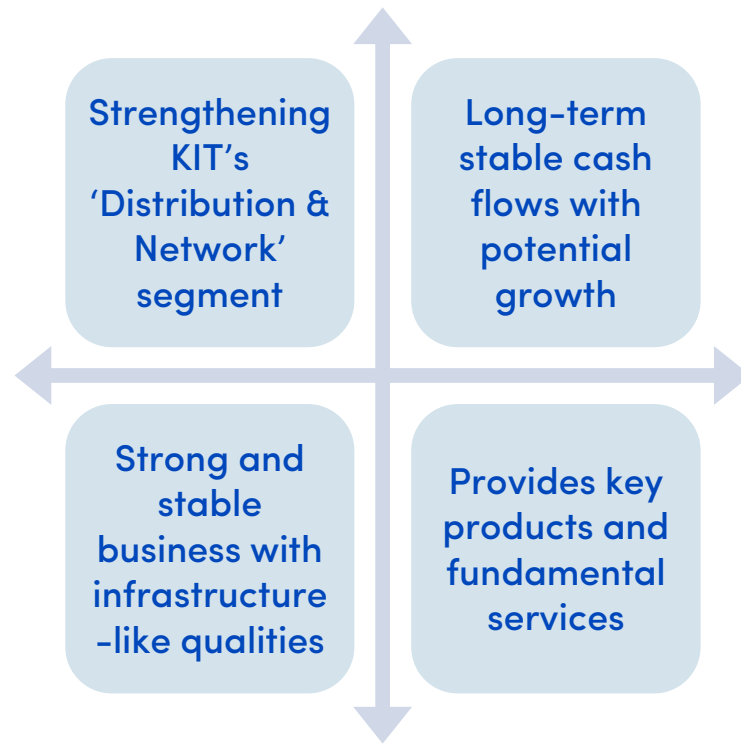 Strengthening
KIT’s
‘Distribution &
Network’
segment
Long-term
stable cash
flows with
potential
growth
Strong and
stable
business with
infrastructure
-like qualities
Provides key
products and
fundamental
services